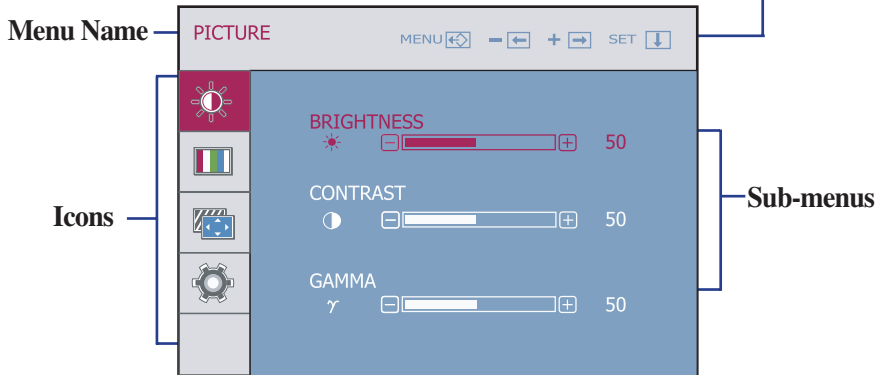 Menu Name
PICTURE
MENU - + SET
Icons
BRIGHTNESS
- + 50
CONTRAST
- + 50
GAMMA
γ - + 50
Sub-menus